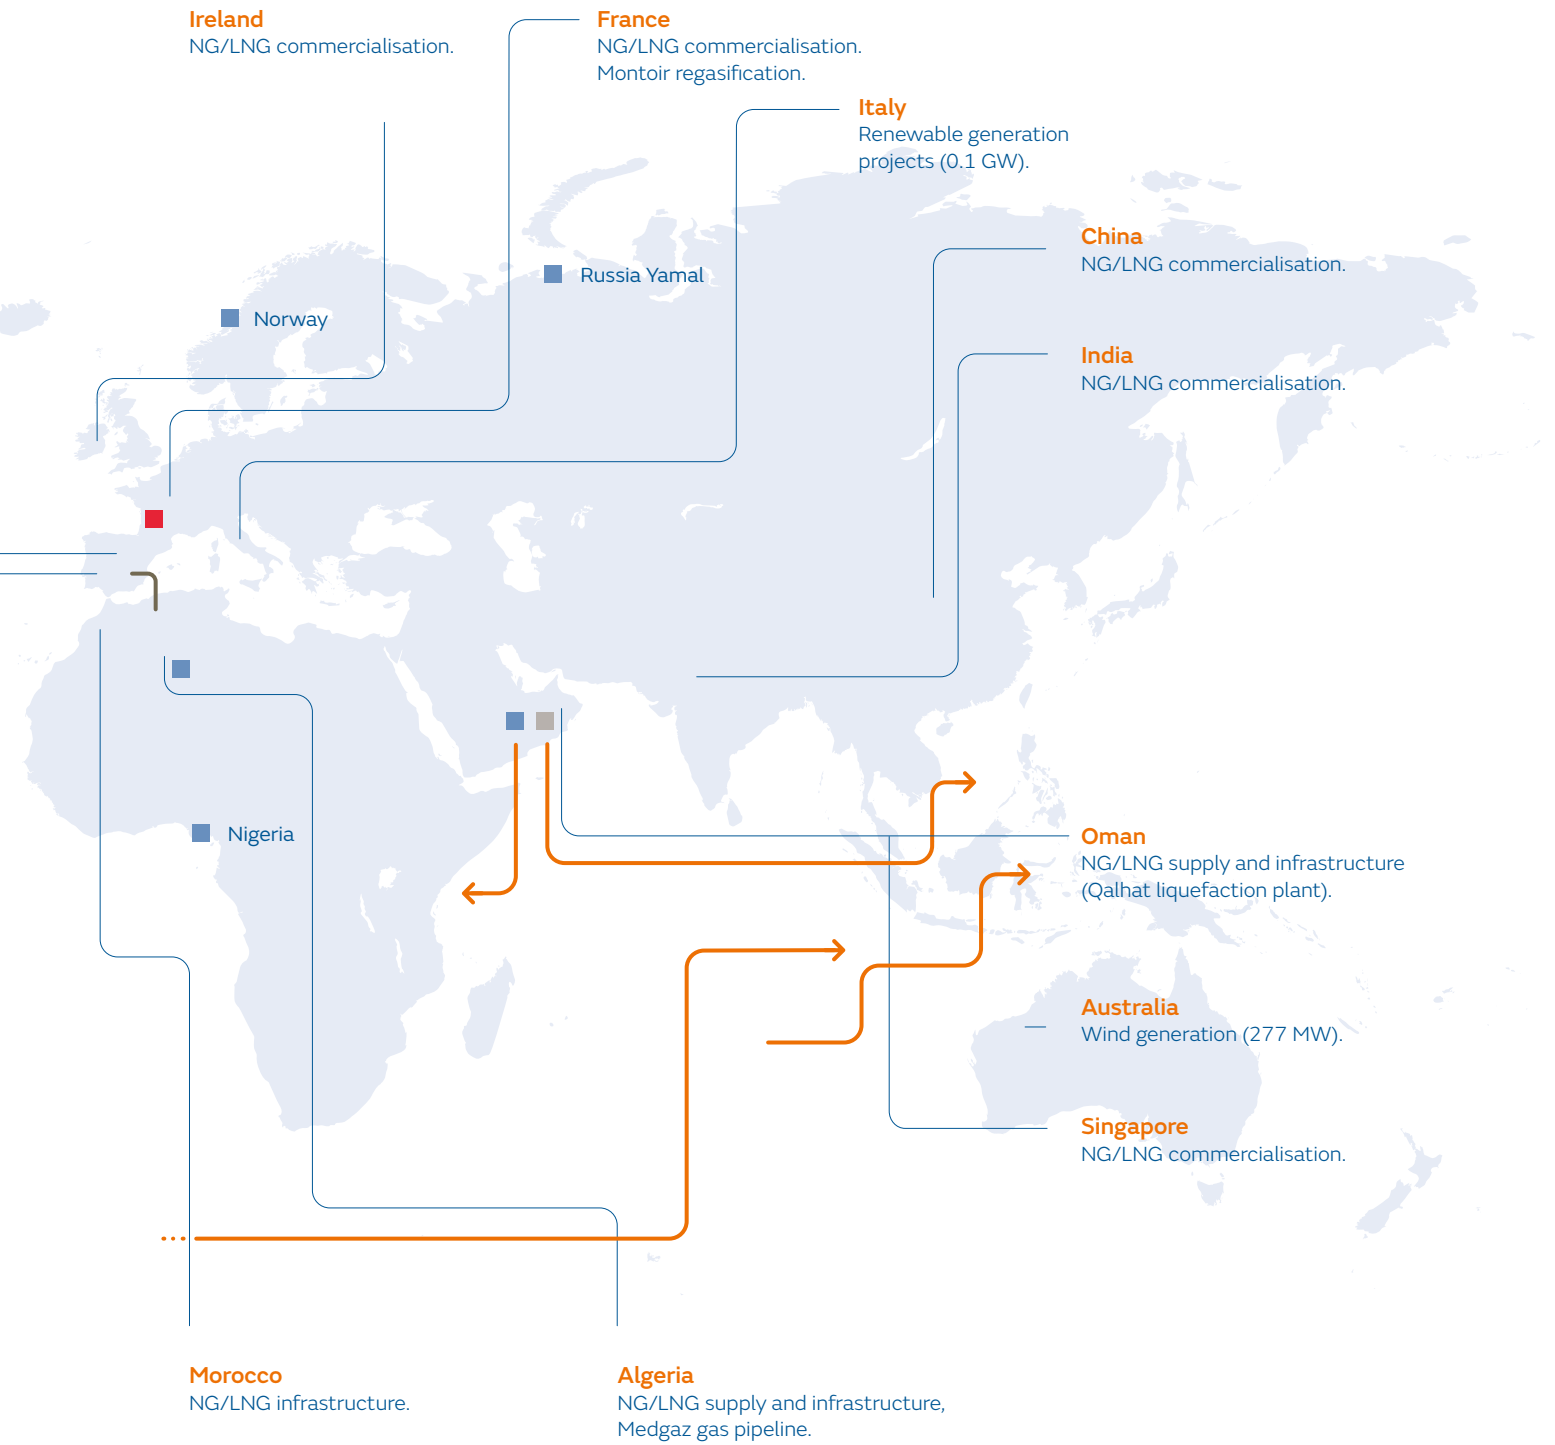 Ireland
NG/LNG commercialisation.
France
NG/LNG commercialisation.
Montoir regasification.
Italy
Renewable generation
projects (0.1 GW).
China
NG/LNG commercialisation.
Russia Yamal
Norway
India
NG/LNG commercialisation.
Nigeria
Oman
NG/LNG supply and infrastructure
(Qalhat liquefaction plant).
Australia
Wind generation (277 MW).
Singapore
NG/LNG commercialisation.
Morocco
NG/LNG infrastructure.
Algeria
NG/LNG supply and infrastructure,
Medgaz gas pipeline.